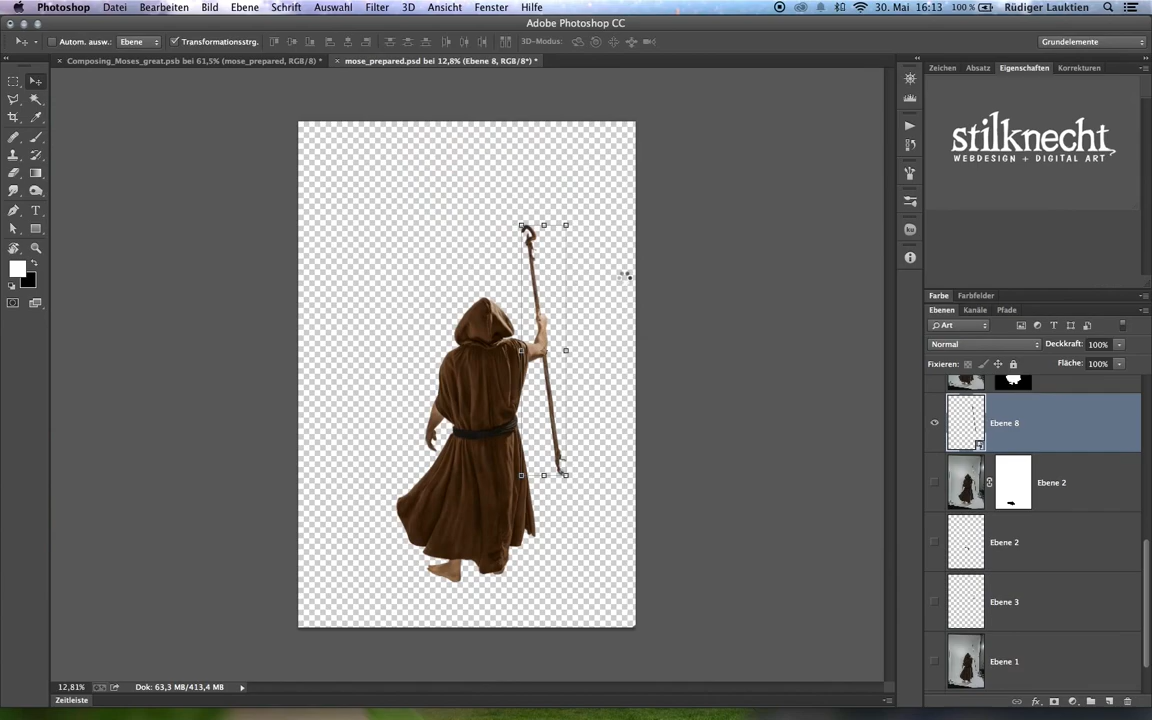 Photoshop Datei Bearbeiten Bild Ebene Schrift Auswahl Filter 3D Ansicht Fenster Hilfe 30. Mai 16:13 100 % Rüdiger Lauktien
Adobe Photoshop CC
Autom. ausw.: Ebene Transformationsstrg. 3D-Modus: Grundelemente
Composing_Moses_great.psb bei 61,5% (mose_prepared, RGB/8) * mose_prepared.psd bei 12,8% (Ebene 8, RGB/8*) *
Zeichen Absatz Eigenschaften Korrekturen
stilknecht
WEBDESIGN + DIGITAL ART
ku
Farbe Farbfelder
Ebenen Kanäle Pfade
Art
Normal Deckkraft: 100%
Fixieren: Fläche: 100%
Ebene 8
Ebene 2
Ebene 2
Ebene 3
Ebene 1
12,81% Dok: 63,3 MB/413,4 MB
Zeitleiste
fx